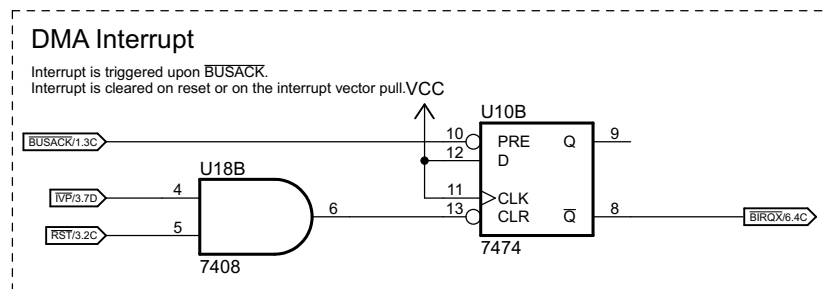 DMA Interrupt
Interrupt is triggered upon BUSACK.
Interrupt is cleared on reset or on the interrupt vector pull.
VCC
U10B
BUSACK/1.3C
10
PRE
Q
9
12
D
U18B
IVP/3.7D
4
11
CLK
6
13
CLR
Q
8
BIRQX/6.4C
RST/3.2C
5
7408
7474